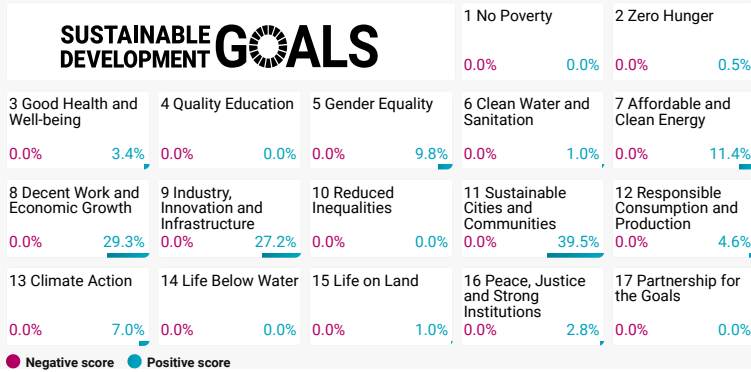 SUSTAINABLE
DEVELOPMENT
GOALS
1 No Poverty
0.0% 0.0%
2 Zero Hunger
0.0% 0.5%
3 Good Health and
Well-being
0.0% 3.4%
4 Quality Education
0.0% 0.0%
5 Gender Equality
0.0% 9.8%
6 Clean Water and
Sanitation
0.0% 1.0%
7 Affordable and
Clean Energy
0.0% 11.4%
8 Decent Work and
Economic Growth
0.0% 29.3%
9 Industry,
Innovation and
Infrastructure
0.0% 27.2%
10 Reduced
Inequalities
0.0% 0.0%
11 Sustainable
Cities and
Communities
0.0% 39.5%
12 Responsible
Consumption and
Production
0.0% 4.6%
13 Climate Action
0.0% 7.0%
14 Life Below Water
0.0% 0.0%
15 Life on Land
0.0% 1.0%
16 Peace, Justice
and Strong
Institutions
0.0% 2.8%
17 Partnership for
the Goals
0.0% 0.0%
Negative score Positive score